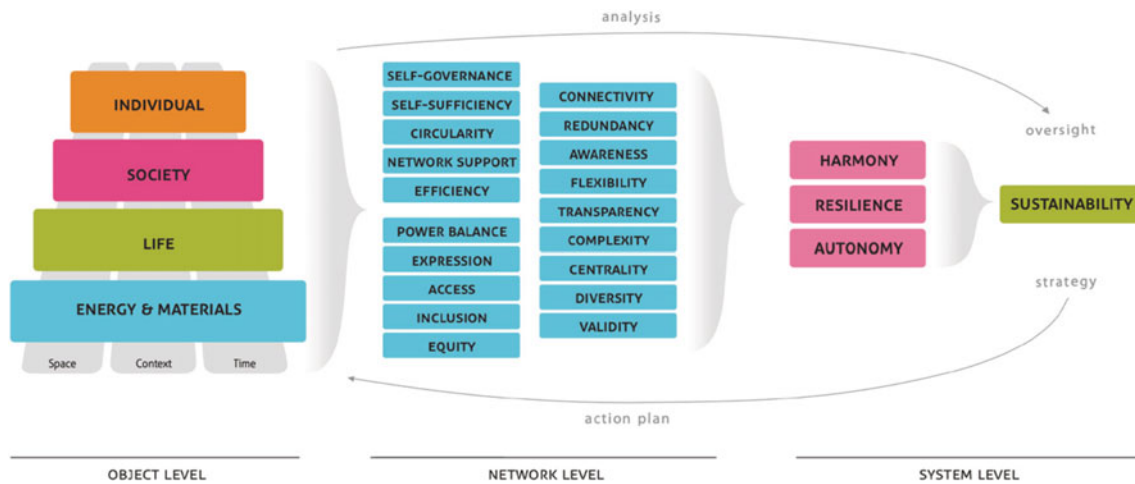 analysis
INDIVIDUAL
SOCIETY
LIFE
ENERGY & MATERIALS
Space
Context
Time
SELF-GOVERNANCE
SELF-SUFFICIENCY
CIRCULARITY
NETWORK SUPPORT
EFFICIENCY
POWER BALANCE
EXPRESSION
ACCESS
INCLUSION
EQUITY
CONNECTIVITY
REDUNDANCY
AWARENESS
FLEXIBILITY
TRANSPARENCY
COMPLEXITY
CENTRALITY
DIVERSITY
VALIDITY
HARMONY
RESILIENCE
AUTONOMY
oversight
SUSTAINABILITY
strategy
action plan
OBJECT LEVEL
NETWORK LEVEL
SYSTEM LEVEL